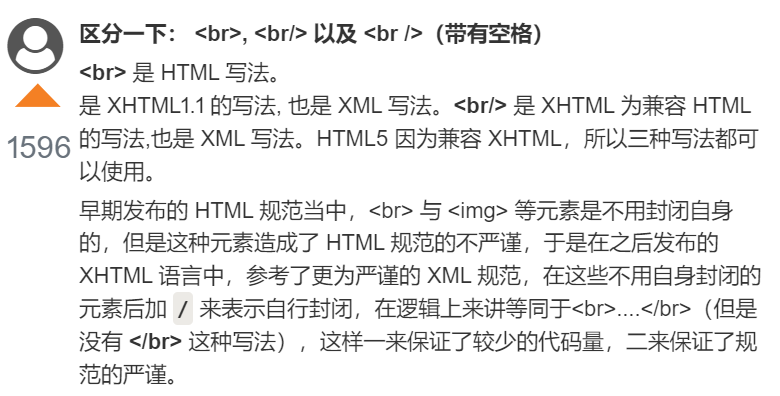 区分一下： <br>, <br/> 以及 <br />（带有空格）
<br> 是 HTML 写法。
是 XHTML1.1 的写法, 也是 XML 写法。<br/> 是 XHTML 为兼容 HTML
1596
的写法,也是 XML 写法。HTML5 因为兼容 XHTML，所以三种写法都可
以使用。
早期发布的 HTML 规范当中，<br> 与 <img> 等元素是不用封闭自身
的，但是这种元素造成了 HTML 规范的不严谨，于是在之后发布的
XHTML 语言中，参考了更为严谨的 XML 规范，在这些不用自身封闭的
元素后加 / 来表示自行封闭，在逻辑上来讲等同于<br>....</br>（但是
没有 </br> 这种写法），这样一来保证了较少的代码量，二来保证了规
范的严谨。